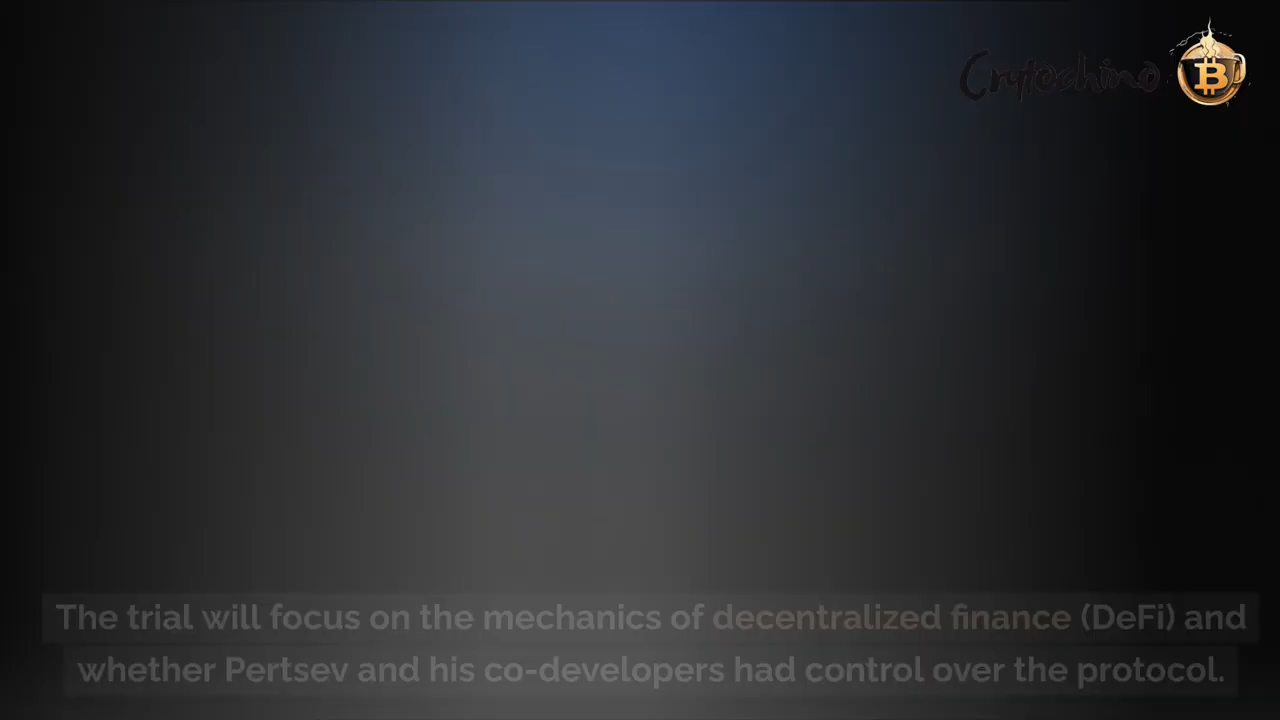 Crytoshino
The trial will focus on the mechanics of decentralized finance (DeFi) and
whether Pertsev and his co-developers had control over the protocol.